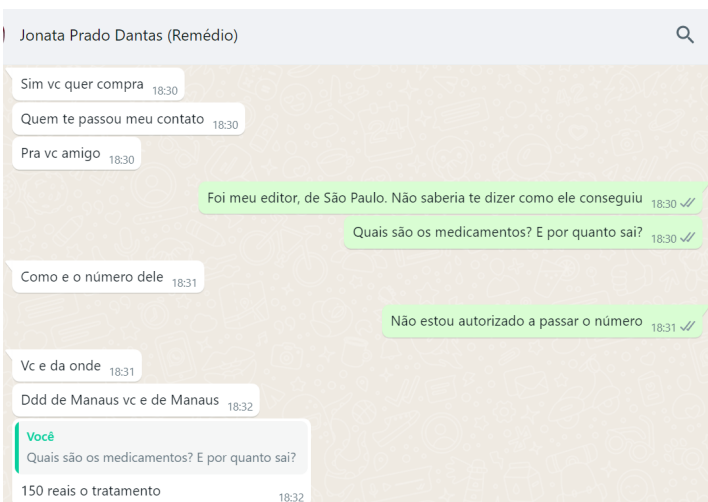 Jonata Prado Dantas (Remédio)
Sim vc quer compra 18:30
Quem te passou meu contato 18:30
Pra vc amigo 18:30
Foi meu editor, de São Paulo. Não saberia te dizer como ele conseguiu 18:30
Quais são os medicamentos? E por quanto sai? 18:30
Como e o número dele 18:31
Não estou autorizado a passar o número 18:31
Vc e da onde 18:31
Ddd de Manaus vc e de Manaus 18:32
Você
Quais são os medicamentos? E por quanto sai?
150 reais o tratamento 18:32